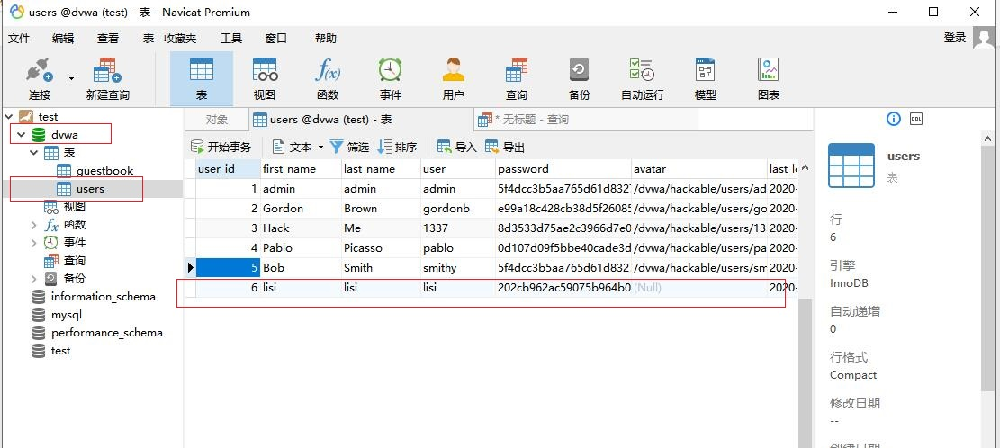 users @dvwa (test) - 表 - Navicat Premium
文件 编辑 查看 表 收藏夹 工具 窗口 帮助 登录
连接 新建查询 表 视图 函数 事件 用户 查询 备份 自动运行 模型 图表
test
dvwa
表
guestbook
users
视图
函数
事件
查询
备份
information_schema
mysql
performance_schema
test
对象 users @dvwa (test) - 表 * 无标题 - 查询
开始事务 文本 筛选 排序 导入 导出
user_id first_name last_name user password avatar last_l
1 admin admin admin 5f4dcc3b5aa765d61d8327 /dvwa/hackable/users/ad 2020-
2 Gordon Brown gordonb e99a18c428cb38d5f26085 /dvwa/hackable/users/go 2020-
3 Hack Me 1337 8d3533d75ae2c3966d7e0 /dvwa/hackable/users/13 2020-
4 Pablo Picasso pablo 0d107d09f5bbe40cade3d /dvwa/hackable/users/pa 2020-
5 Bob Smith smithy 5f4dcc3b5aa765d61d8327 /dvwa/hackable/users/sm 2020-
6 lisi lisi lisi 202cb962ac59075b964b0 (Null) 2020-
DDL
users
表
行
6
引擎
InnoDB
自动递增
0
行格式
Compact
修改日期
--
创建日期